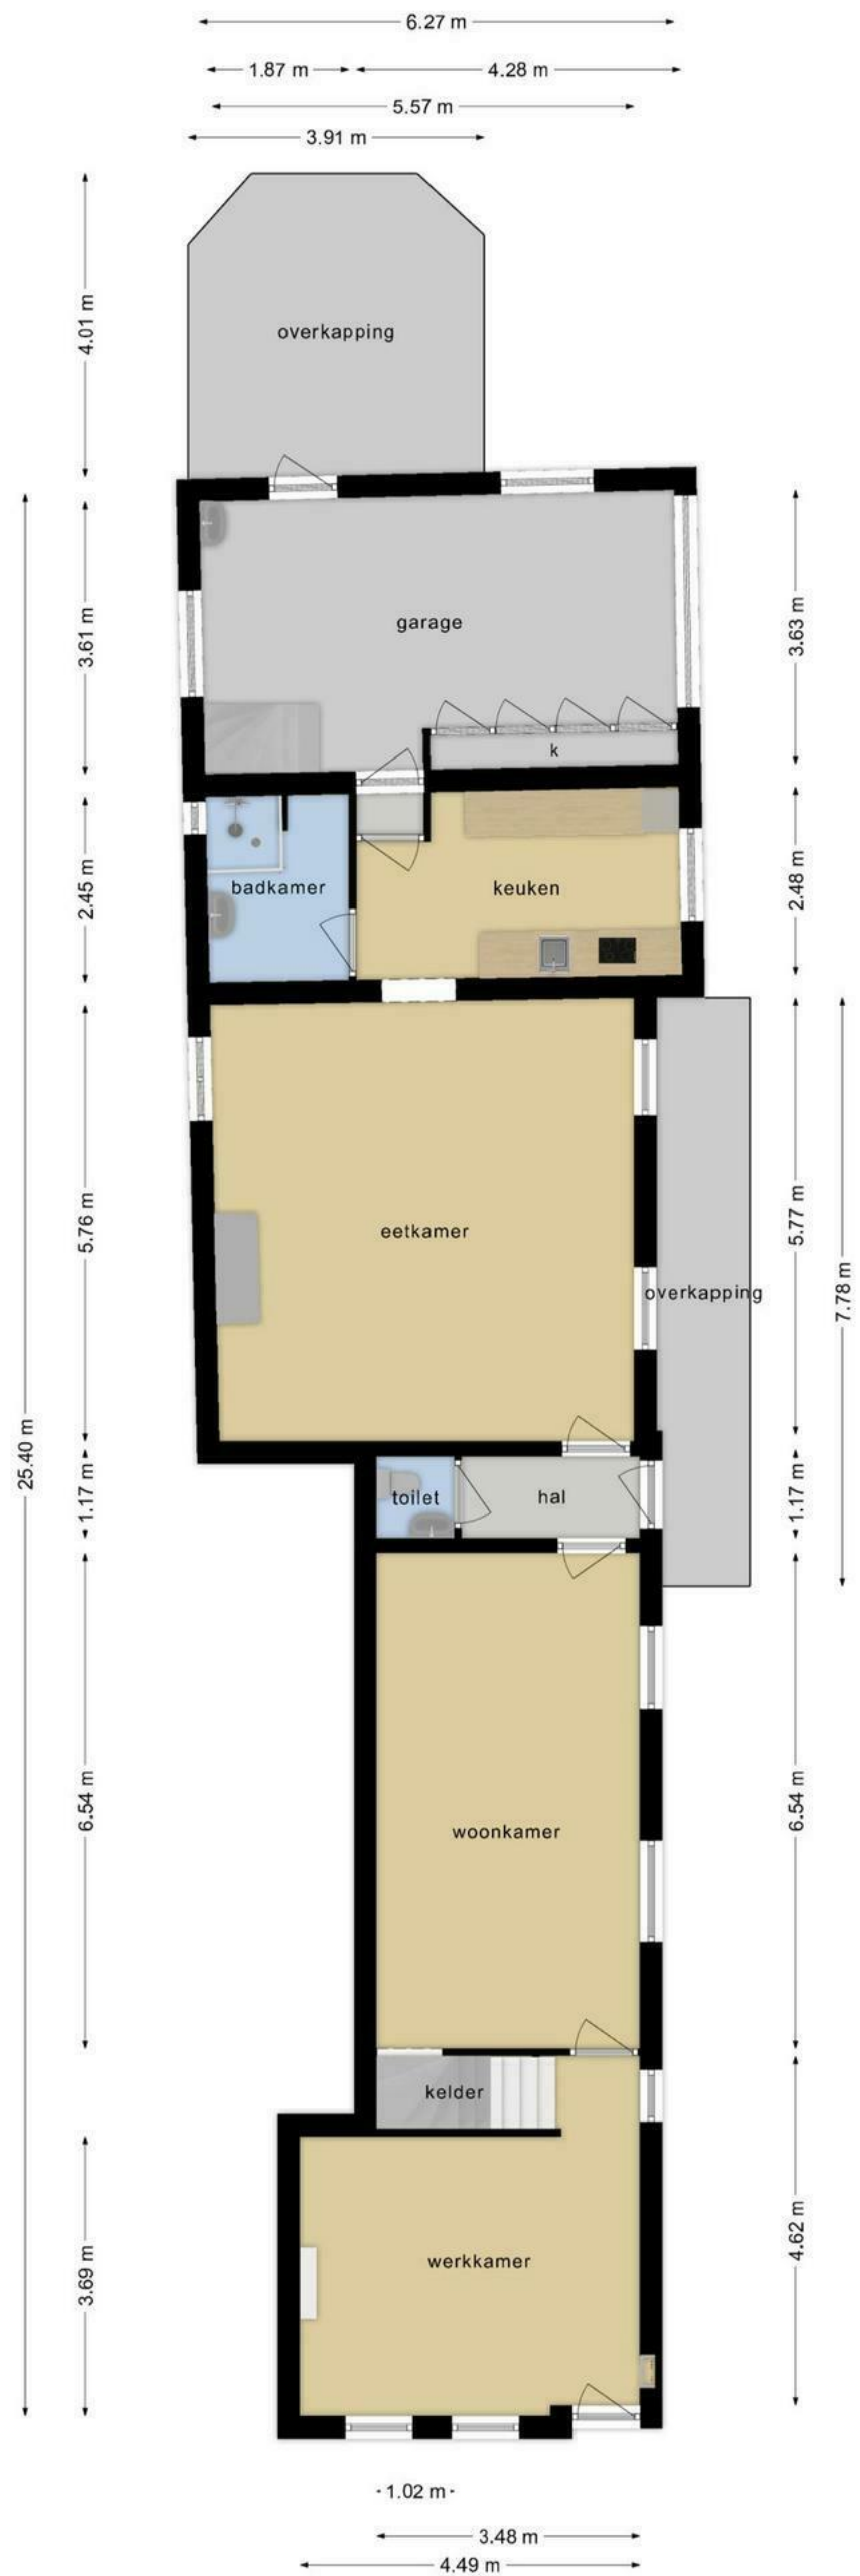 6.27 m
1.87 m
4.28 m
5.57 m
3.91 m
4.01 m
overkapping
garage
3.61 m
3.63 m
k
badkamer
keuken
2.45 m
2.48 m
eetkamer
5.76 m
5.77 m
overkapping
7.78 m
25.40 m
toilet
hal
1.17 m
1.17 m
woonkamer
6.54 m
6.54 m
kelder
werkkamer
3.69 m
4.62 m
1.02 m
3.48 m
4.49 m